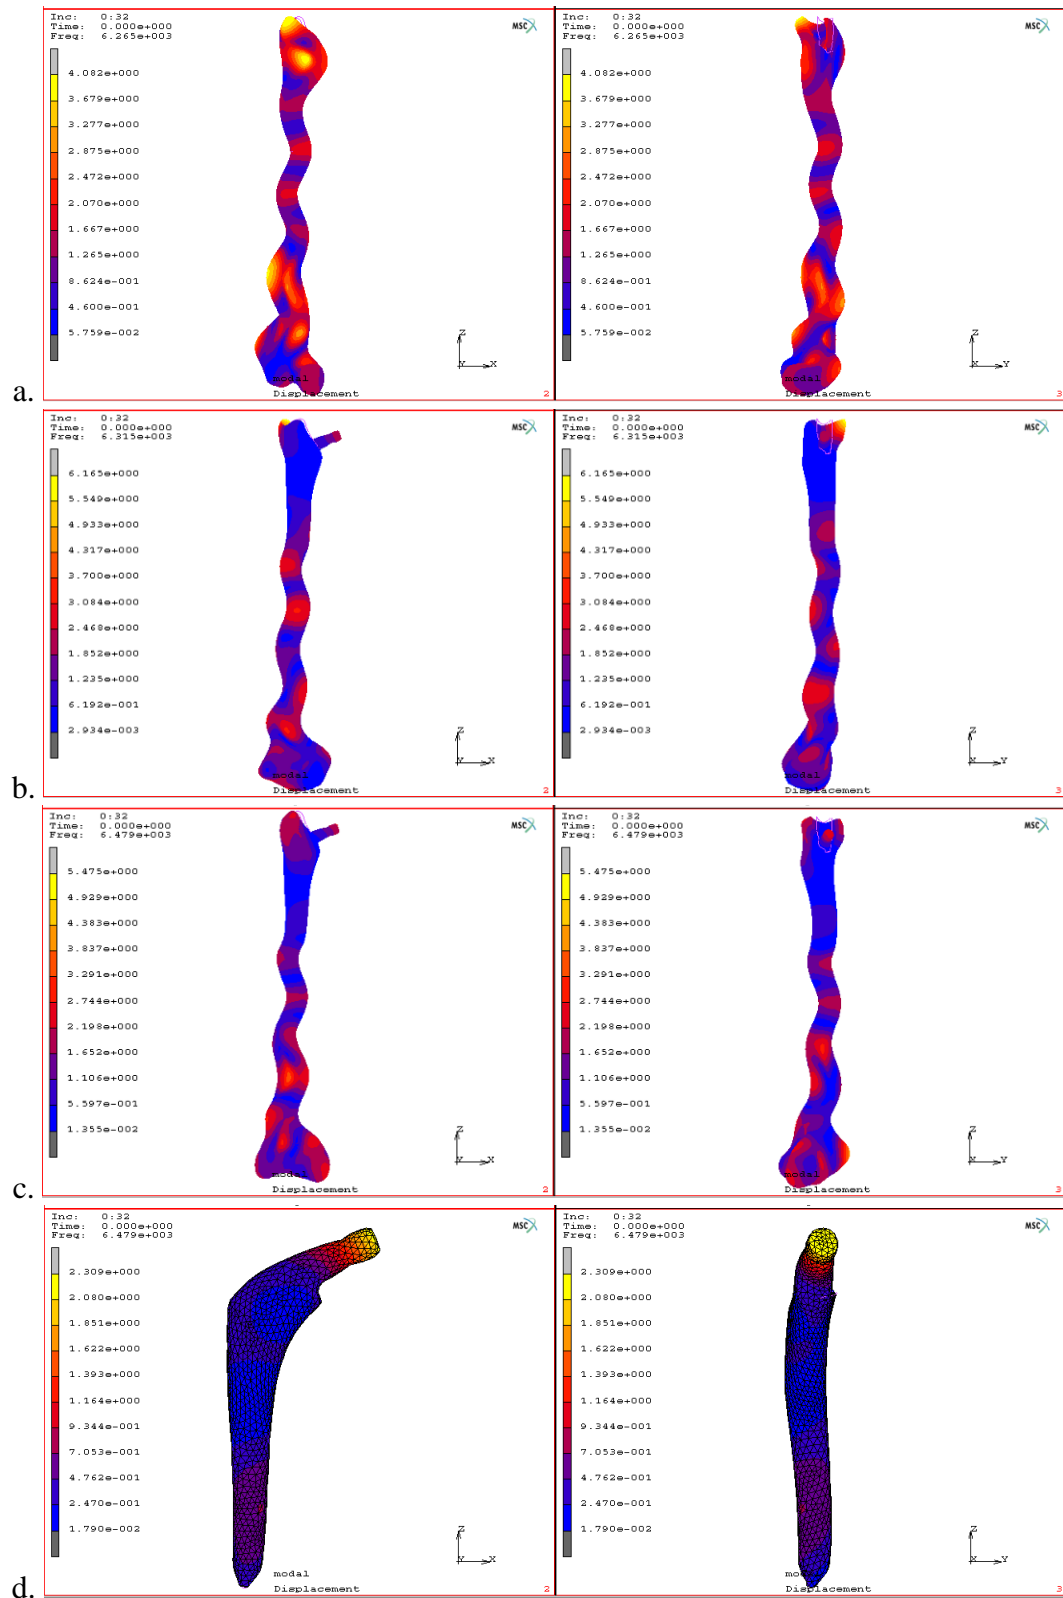 Inc: 0:32
Time: 0.000e+000
Freq: 6.265e+003
MSC
4.082e+000
3.679e+000
3.277e+000
2.875e+000
2.472e+000
2.070e+000
1.667e+000
1.265e+000
8.624e-001
4.600e-001
5.759e-002
Z
Y X
modal
Displacement
2
Inc: 0:32
Time: 0.000e+000
Freq: 6.265e+003
MSC
4.082e+000
3.679e+000
3.277e+000
2.875e+000
2.472e+000
2.070e+000
1.667e+000
1.265e+000
8.624e-001
4.600e-001
5.759e-002
Z
X Y
modal
Displacement
3
a.
Inc: 0:32
Time: 0.000e+000
Freq: 6.315e+003
MSC
6.165e+000
5.549e+000
4.933e+000
4.317e+000
3.700e+000
3.084e+000
2.468e+000
1.852e+000
1.235e+000
6.192e-001
2.934e-003
Z
Y X
modal
Displacement
2
Inc: 0:32
Time: 0.000e+000
Freq: 6.315e+003
MSC
6.165e+000
5.549e+000
4.933e+000
4.317e+000
3.700e+000
3.084e+000
2.468e+000
1.852e+000
1.235e+000
6.192e-001
2.934e-003
Z
X Y
modal
Displacement
3
b.
Inc: 0:32
Time: 0.000e+000
Freq: 6.479e+003
MSC
5.475e+000
4.929e+000
4.383e+000
3.837e+000
3.291e+000
2.744e+000
2.198e+000
1.652e+000
1.106e+000
5.597e-001
1.355e-002
Z
Y X
modal
Displacement
2
Inc: 0:32
Time: 0.000e+000
Freq: 6.479e+003
MSC
5.475e+000
4.929e+000
4.383e+000
3.837e+000
3.291e+000
2.744e+000
2.198e+000
1.652e+000
1.106e+000
5.597e-001
1.355e-002
Z
X Y
modal
Displacement
3
c.
Inc: 0:32
Time: 0.000e+000
Freq: 6.479e+003
MSC
2.309e+000
2.080e+000
1.851e+000
1.622e+000
1.393e+000
1.164e+000
9.344e-001
7.053e-001
4.762e-001
2.470e-001
1.790e-002
Z
Y X
modal
Displacement
2
Inc: 0:32
Time: 0.000e+000
Freq: 6.479e+003
MSC
2.309e+000
2.080e+000
1.851e+000
1.622e+000
1.393e+000
1.164e+000
9.344e-001
7.053e-001
4.762e-001
2.470e-001
1.790e-002
Z
X Y
modal
Displacement
3
d.